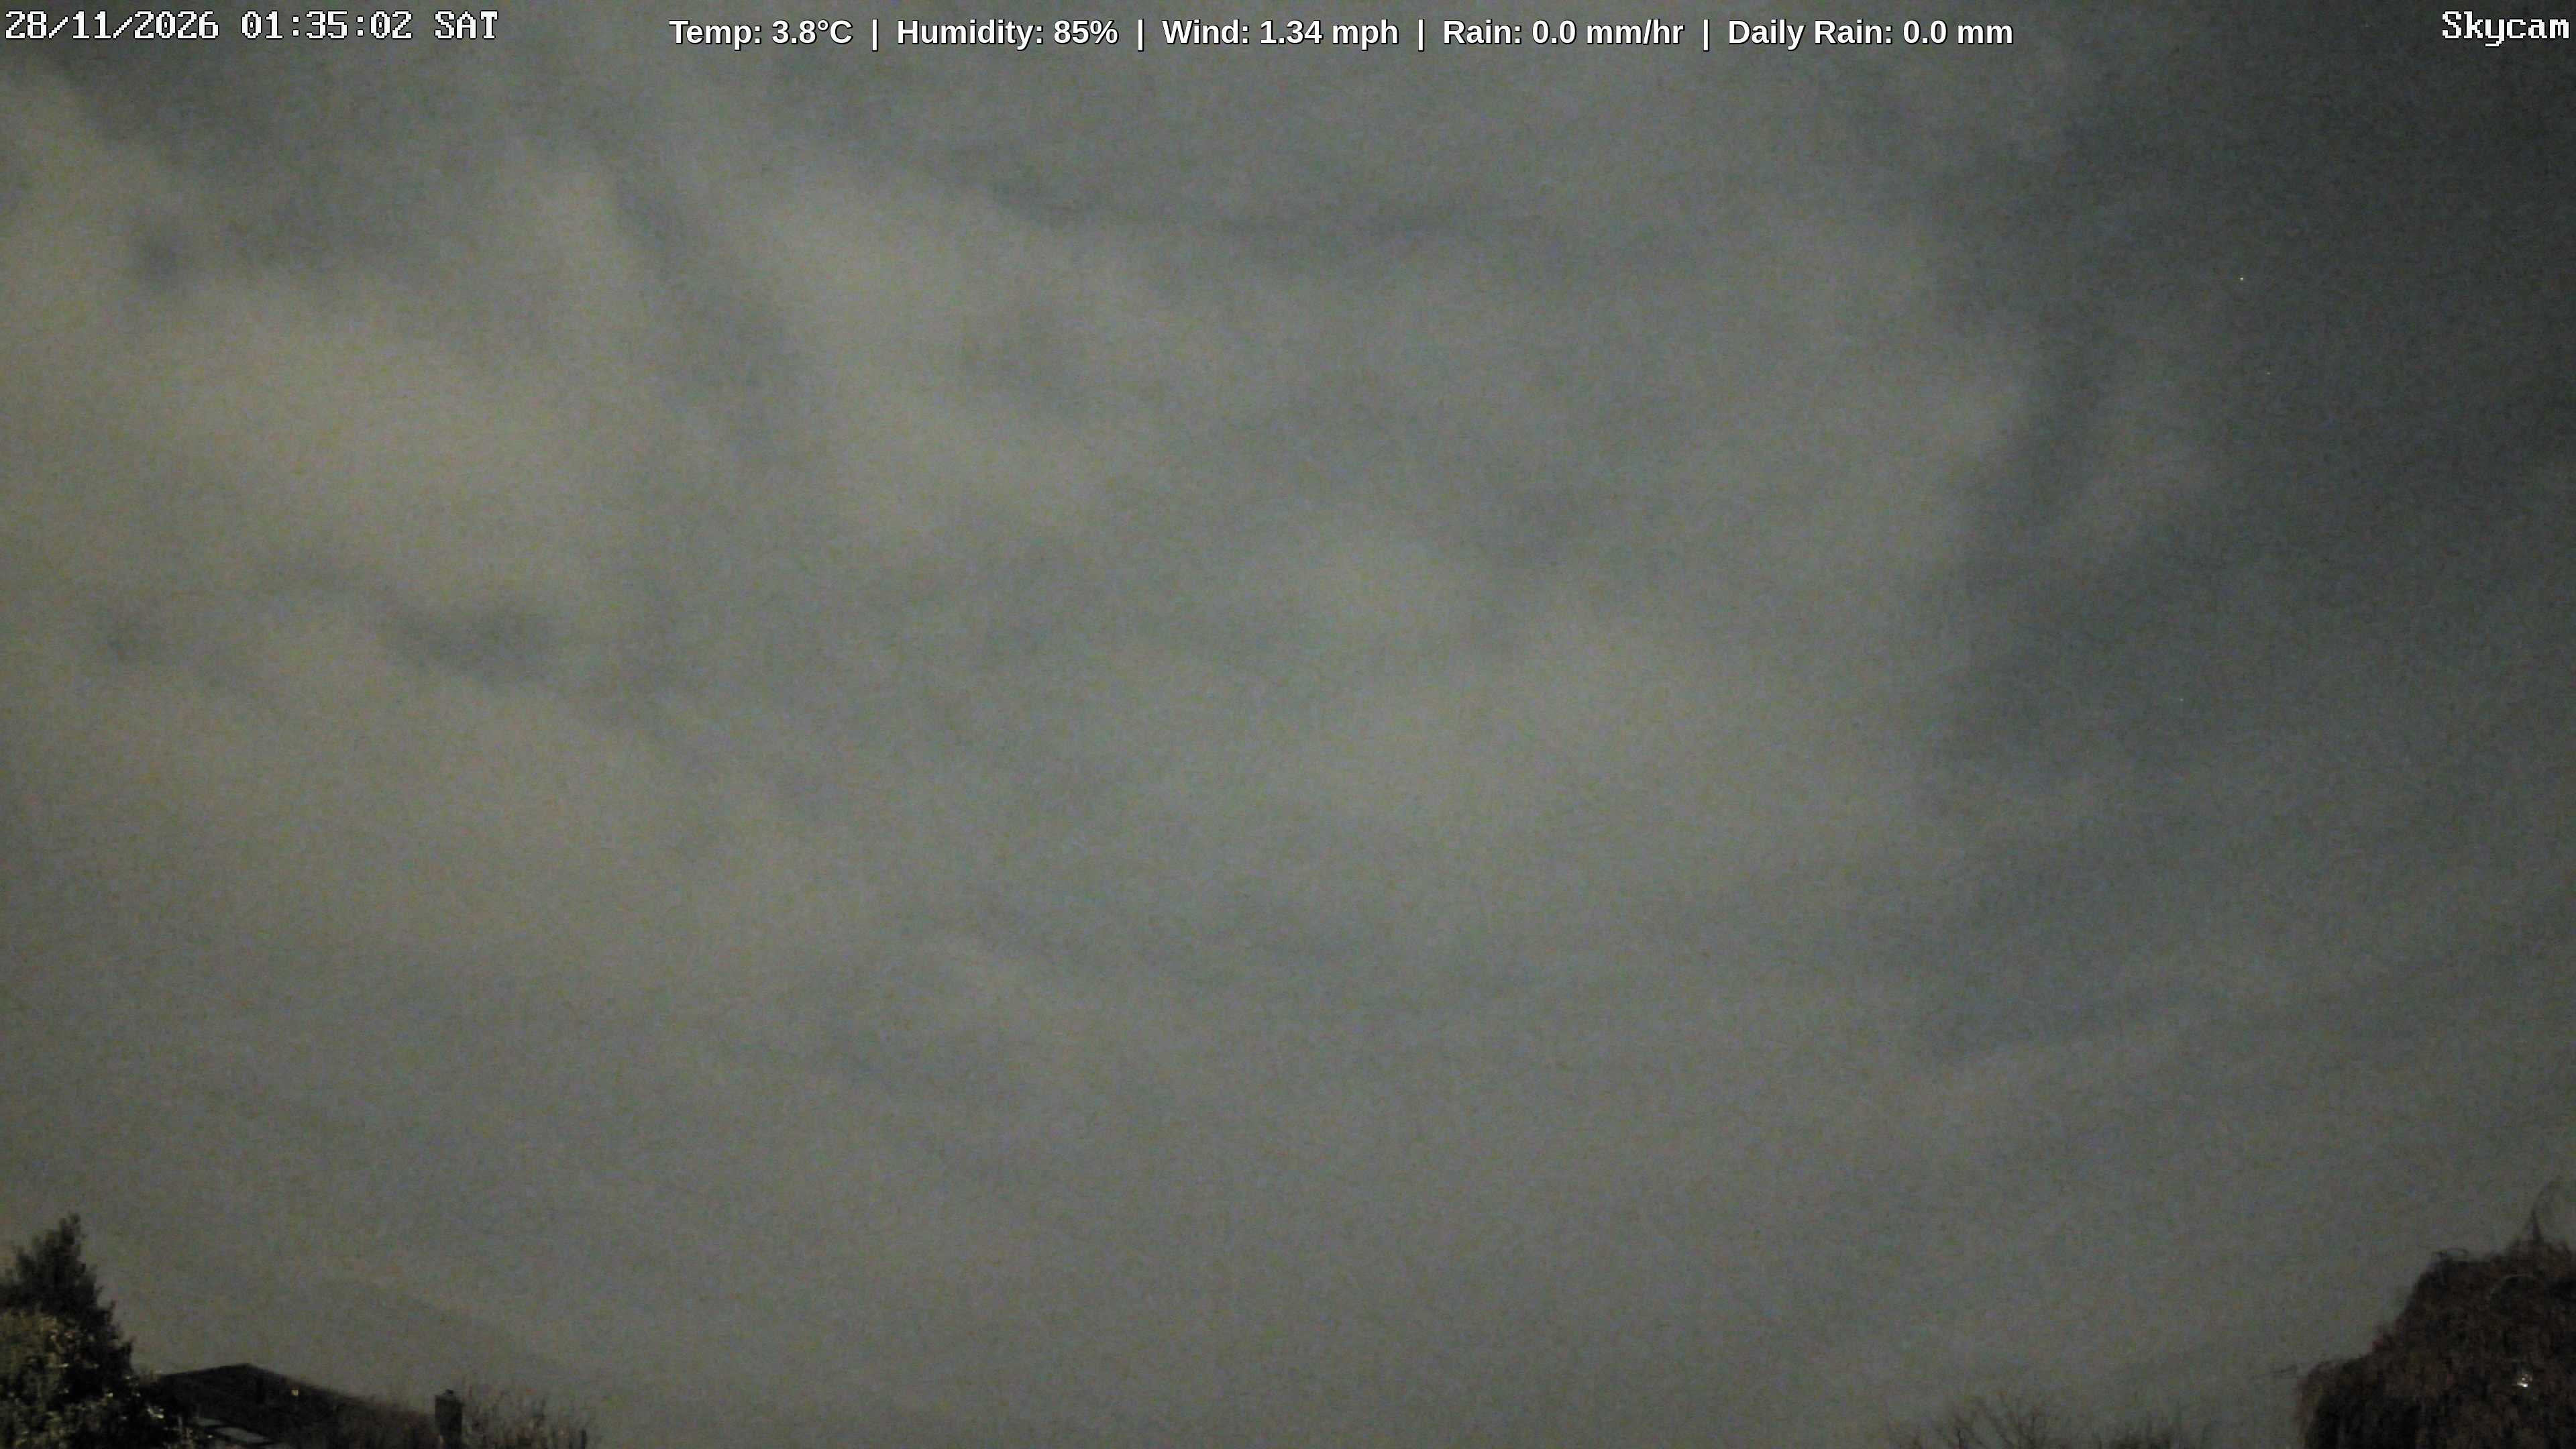 28/11/2026 01:35:02 SAT
Temp: 3.8°C | Humidity: 85% | Wind: 1.34 mph | Rain: 0.0 mm/hr | Daily Rain: 0.0 mm
Skycam